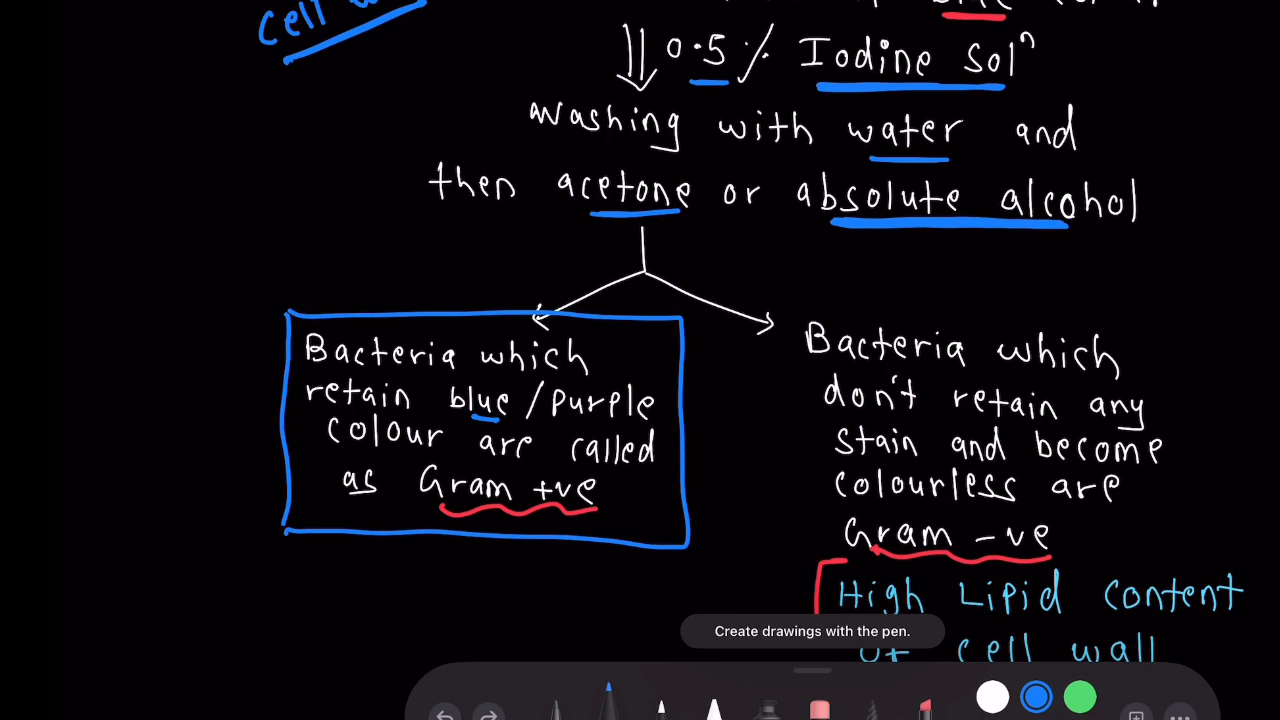 cell
0.5% Iodine Solⁿ
washing with water and
then acetone or absolute alcohol
Bacteria which
retain blue/purple
colour are called
as Gram +ve
Bacteria which
don't retain any
stain and become
colourless are
Gram -ve
High Lipid content
of cell wall
Create drawings with the pen.